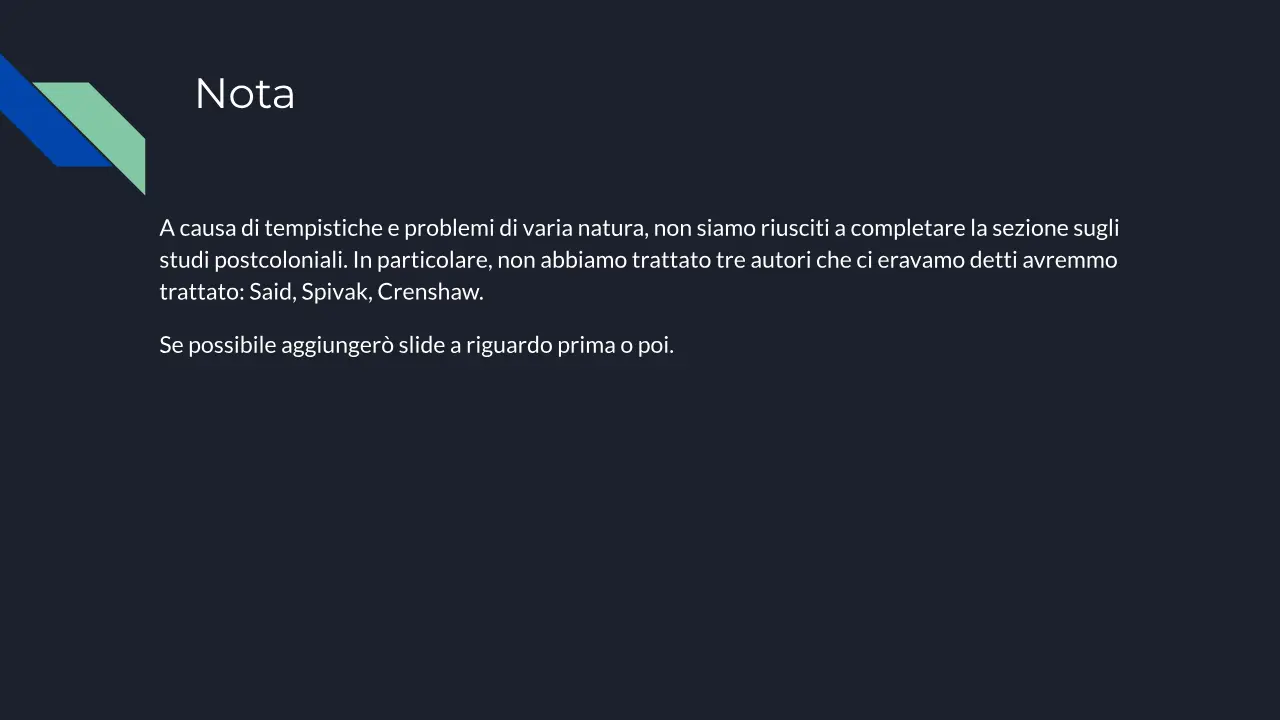 Nota
A causa di tempistiche e problemi di varia natura, non siamo riusciti a completare la sezione sugli
studi postcoloniali. In particolare, non abbiamo trattato tre autori che ci eravamo detti avremmo
trattato: Said, Spivak, Crenshaw.
Se possibile aggiungerò slide a riguardo prima o poi.